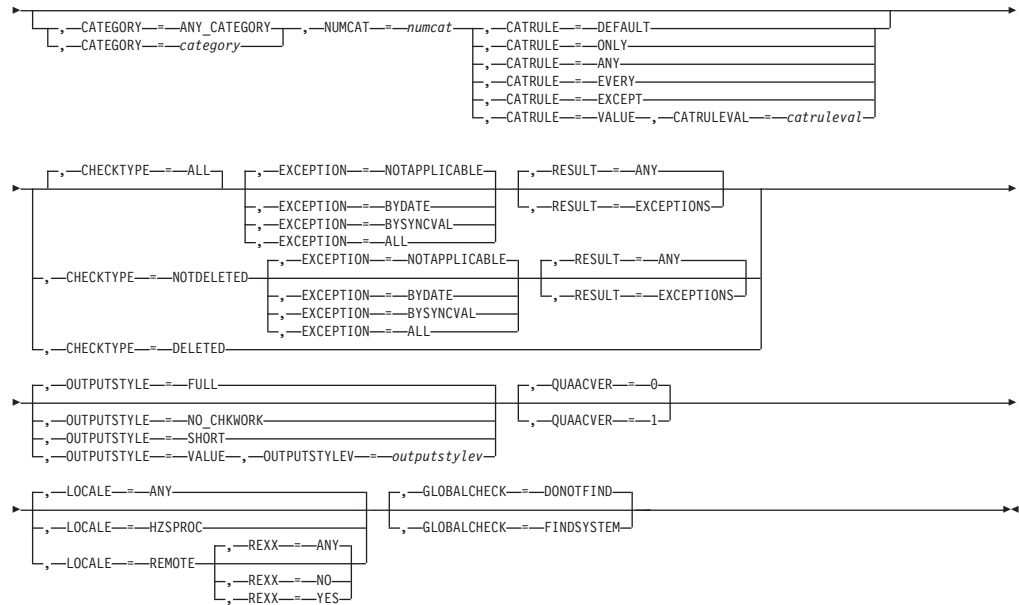 ,—CATEGORY—=—ANY_CATEGORY ,—NUMCAT—=—numcat ,—CATRULE—=—DEFAULT
,—CATEGORY—=—category ,—CATRULE—=—ONLY
,—CATRULE—=—ANY
,—CATRULE—=—EVERY
,—CATRULE—=—EXCEPT
,—CATRULE—=—VALUE—,—CATRULEVAL—=—catruleval
,—CHECKTYPE—=—ALL ,—EXCEPTION—=—NOTAPPLICABLE ,—RESULT—=—ANY
,—EXCEPTION—=—BYDATE ,—RESULT—=—EXCEPTIONS
,—EXCEPTION—=—BYSYNCVAL
,—EXCEPTION—=—ALL
,—EXCEPTION—=—NOTAPPLICABLE ,—RESULT—=—ANY
,—CHECKTYPE—=—NOTDELETED
,—EXCEPTION—=—BYDATE ,—RESULT—=—EXCEPTIONS
,—EXCEPTION—=—BYSYNCVAL
,—EXCEPTION—=—ALL
,—CHECKTYPE—=—DELETED
,—OUTPUTSTYLE—=—FULL ,—QUAACVER—=—0
,—OUTPUTSTYLE—=—NO_CHKWORK ,—QUAACVER—=—1
,—OUTPUTSTYLE—=—SHORT
,—OUTPUTSTYLE—=—VALUE—,—OUTPUTSTYLEV—=—outputstylev
,—LOCALE—=—ANY ,—GLOBALCHECK—=—DONOTFIND
,—LOCALE—=—HZSPROC ,—GLOBALCHECK—=—FINDSYSTEM
,—REXX—=—ANY
,—LOCALE—=—REMOTE
,—REXX—=—NO
,—REXX—=—YES